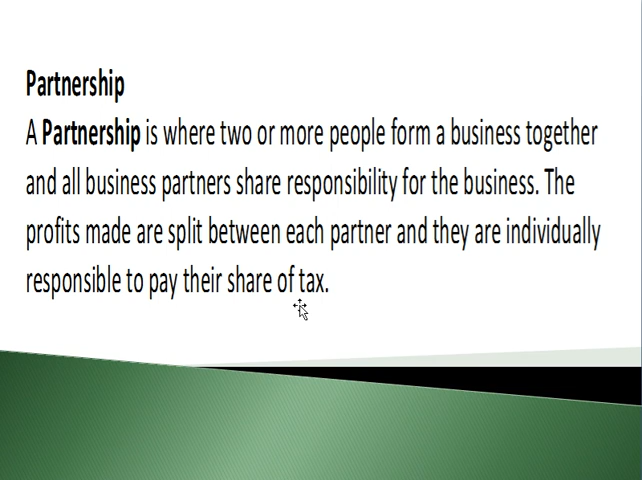 Partnership
A Partnership is where two or more people form a business together
and all business partners share responsibility for the business. The
profits made are split between each partner and they are individually
responsible to pay their share of tax.